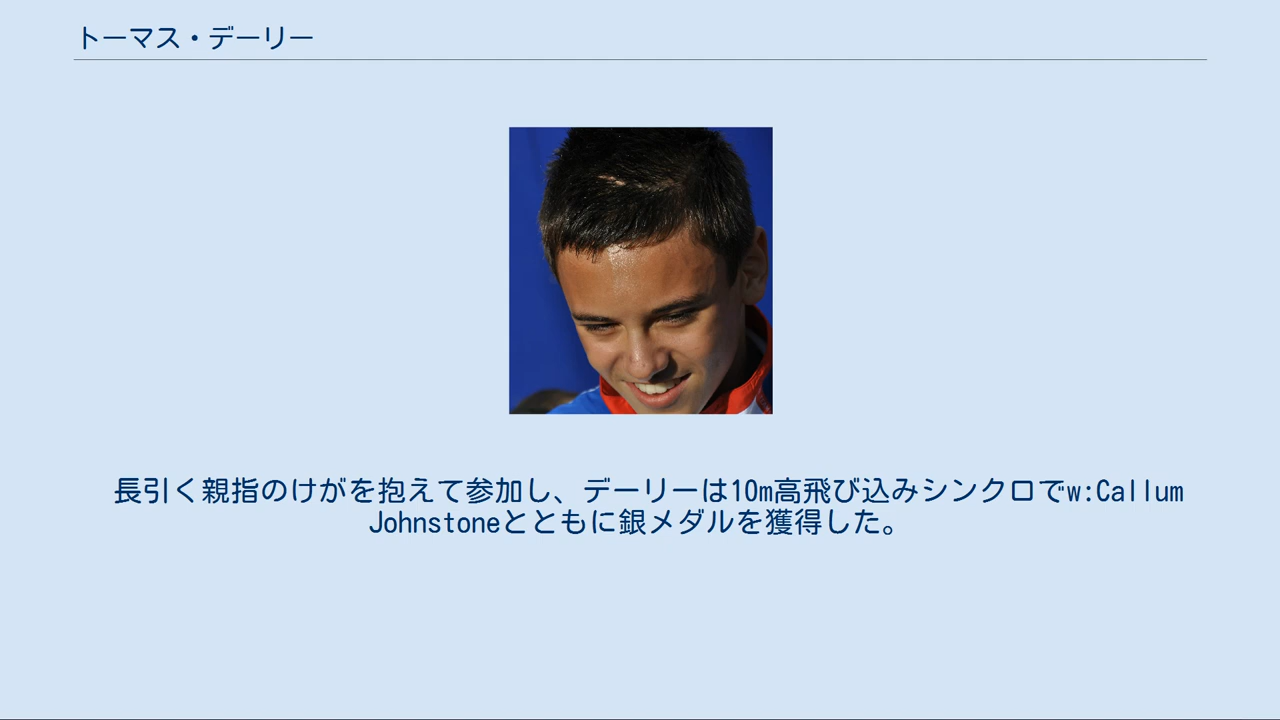 トーマス・デーリー
長引く親指のけがを抱えて参加し、デーリーは10m高飛び込みシンクロでw:Callum
Johnstoneとともに銀メダルを獲得した。